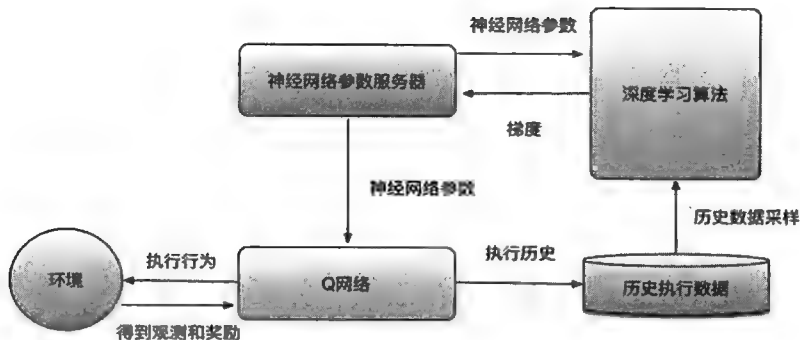 神经网络参数
神经网络参数服务器
深度学习算法
梯度
神经网络参数
历史数据采样
执行行为
执行历史
环境
Q网络
历史执行数据
得到观测和奖励